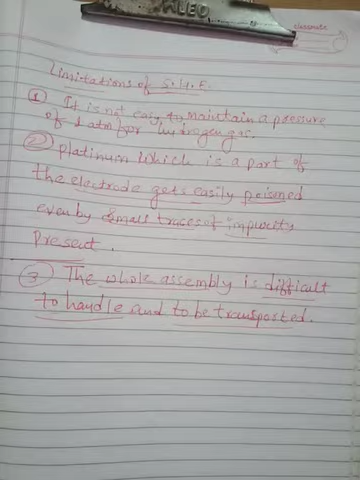 LEO
classmate
Limitations of S.H.E.
① It is not easy to maintain a pressure
of 1 atm for hydrogen gas.
② Platinum which is a part of
the electrode gets easily poisoned
even by small traces of impurity
Present.
③ The whole assembly is difficult
to handle and to be transported.